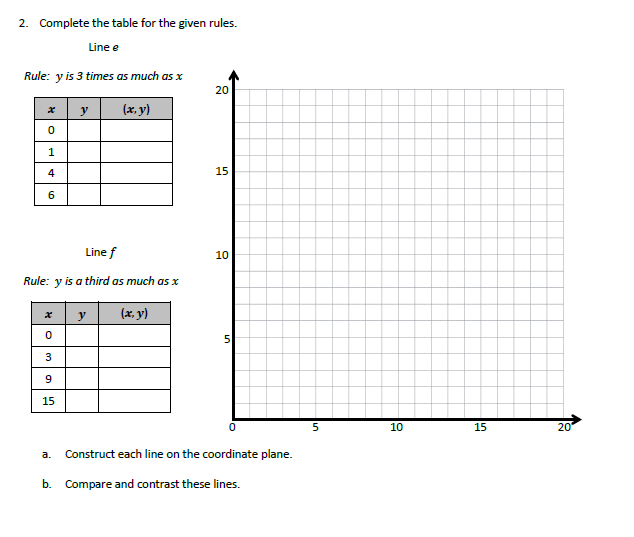 2. Complete the table for the given rules.
Line e
Rule: y is 3 times as much as x
x y (x, y)
0
1
4
6
Line f
Rule: y is a third as much as x
x y (x, y)
0
3
9
15
20
15
10
5
0 5 10 15 20
a. Construct each line on the coordinate plane.
b. Compare and contrast these lines.